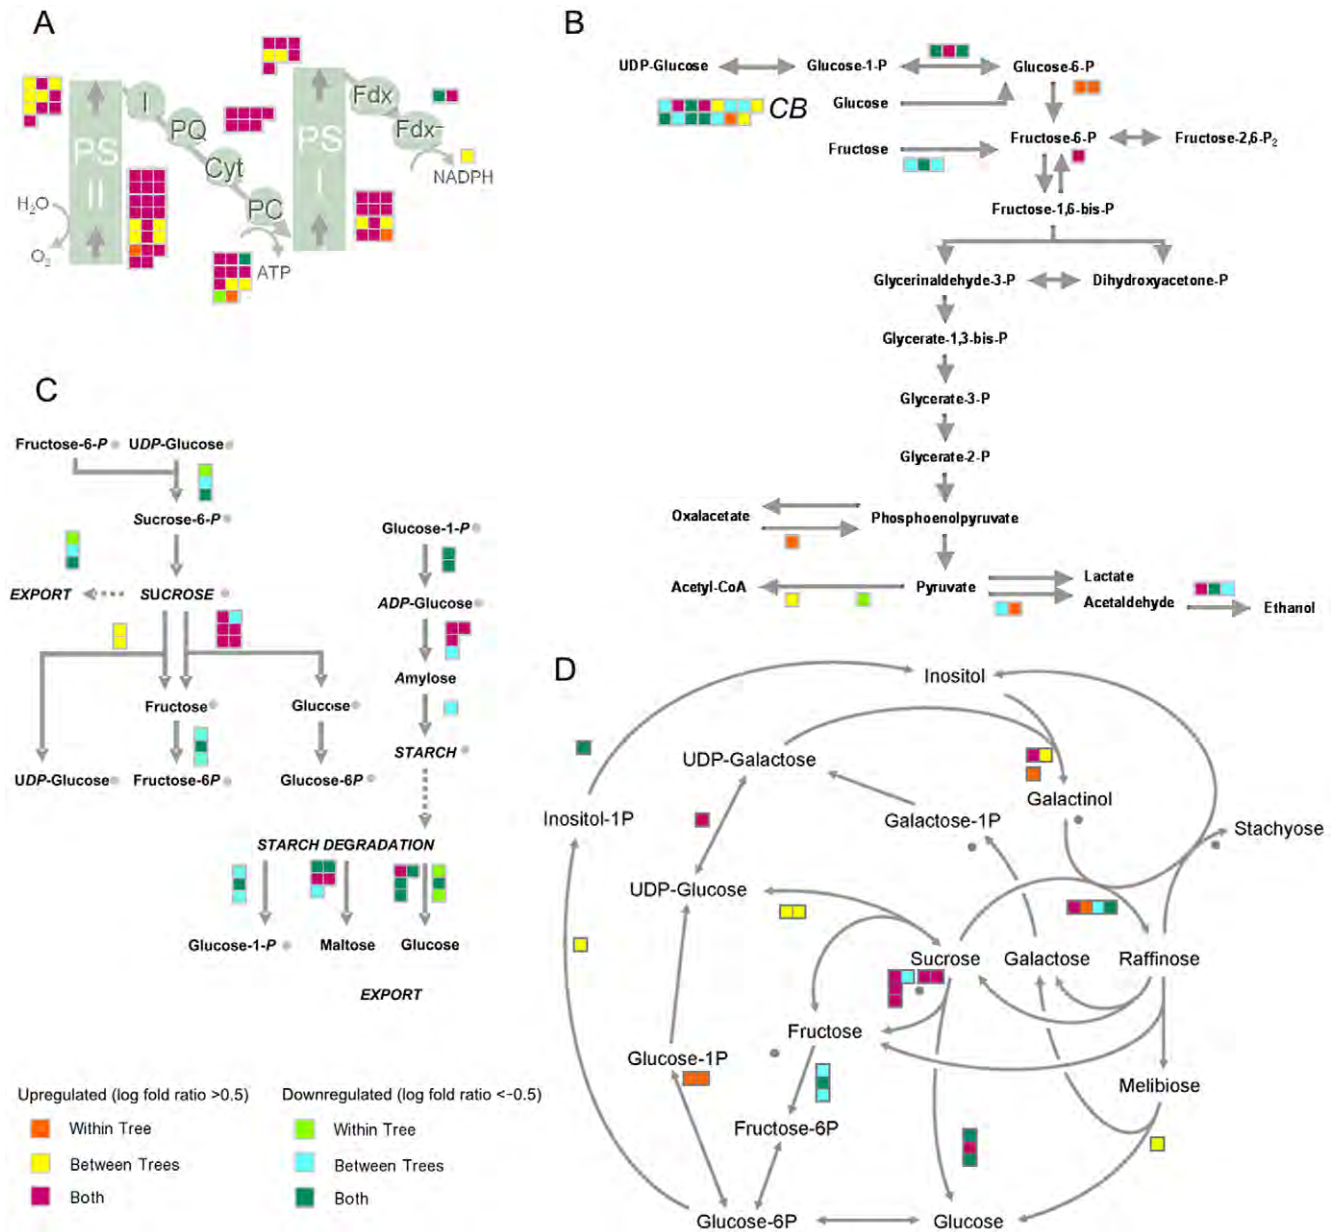 A
PS II
I
PQ
Cyt
PC
PS I
Fdx
Fdx⁻
NADPH
H₂O
O₂
ATP
B
UDP-Glucose
Glucose-1-P
Glucose-6-P
Glucose
CB
Fructose
Fructose-6-P
Fructose-2,6-P₂
Fructose-1,6-bis-P
Glycerinaldehyde-3-P
Dihydroxyacetone-P
Glycerate-1,3-bis-P
Glycerate-3-P
Glycerate-2-P
Oxalacetate
Phosphoenolpyruvate
Acetyl-CoA
Pyruvate
Lactate
Acetaldehyde
Ethanol
C
Fructose-6-P
UDP-Glucose
Sucrose-6-P
Glucose-1-P
EXPORT
SUCROSE
ADP-Glucose
Amylose
Fructose
Glucose
STARCH
UDP-Glucose
Fructose-6P
Glucose-6P
STARCH DEGRADATION
Glucose-1-P
Maltose
Glucose
EXPORT
D
Inositol
UDP-Galactose
Galactinol
Inositol-1P
Galactose-1P
Stachyose
UDP-Glucose
Sucrose
Galactose
Raffinose
Fructose
Glucose-1P
Melibiose
Fructose-6P
Glucose-6P
Glucose
Upregulated (log fold ratio >0.5)
Within Tree
Between Trees
Both
Downregulated (log fold ratio <-0.5)
Within Tree
Between Trees
Both